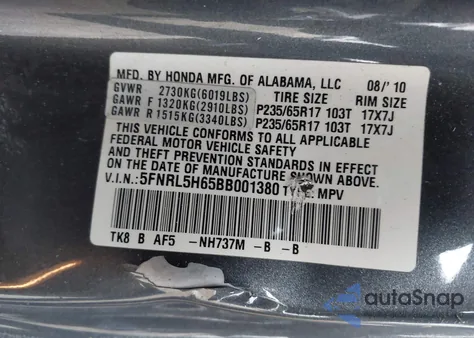 MFD. BY HONDA MFG. OF ALABAMA, LLC 08/'10
GVWR 2730KG(6019LBS) TIRE SIZE RIM SIZE
GAWR F 1320KG(2910LBS) P235/65R17 103T 17X7J
GAWR R 1515KG(3340LBS) P235/65R17 103T 17X7J
THIS VEHICLE CONFORMS TO ALL APPLICABLE
FEDERAL MOTOR VEHICLE SAFETY
AND THEFT PREVENTION STANDARDS IN EFFECT
ON THE DATE OF MANUFACTURE SHOWN ABOVE.
V.I.N.:5FNRL5H65BB001380 TYPE: MPV
TK8 B AF5 -NH737M -B -B
autoSnap